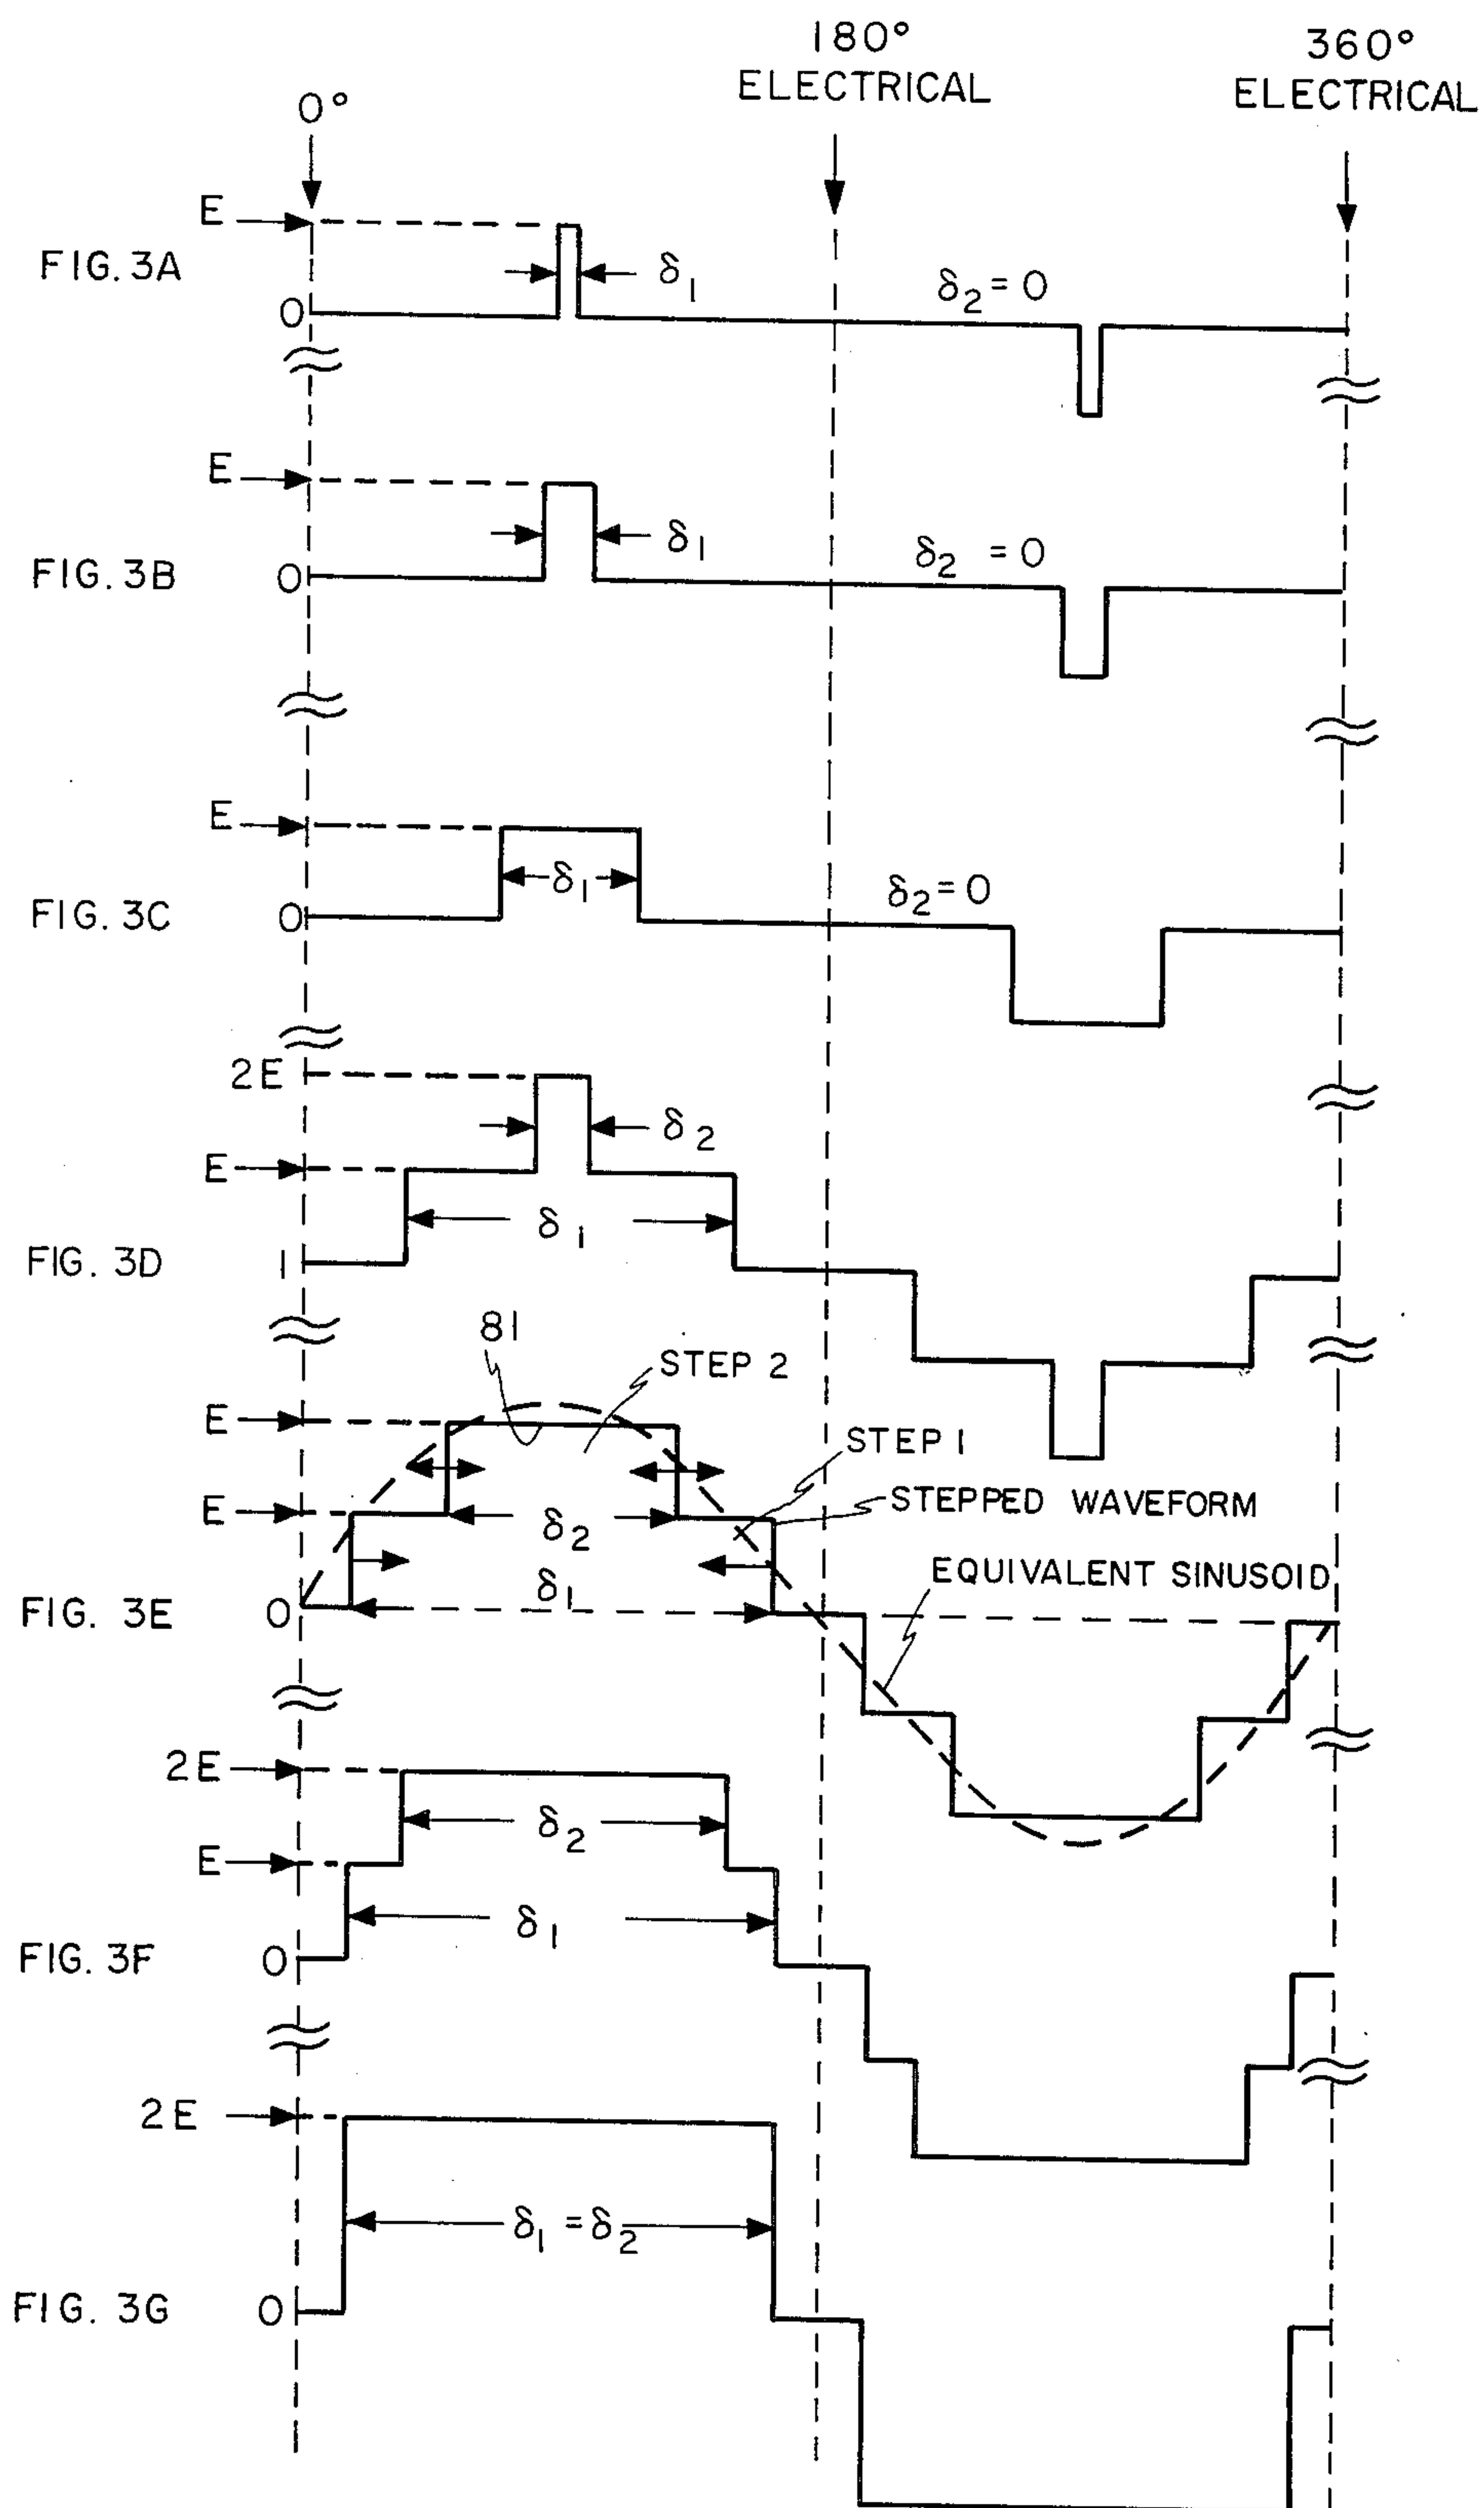 0°
180°
ELECTRICAL
360°
ELECTRICAL
E
FIG. 3A
0
δ1
δ2 = 0
E
FIG. 3B
0
δ1
δ2 = 0
E
FIG. 3C
0
δ1
δ2 = 0
2E
E
FIG. 3D
1
δ2
δ1
81
STEP 2
E
STEP 1
E
STEPPED WAVEFORM
δ2
EQUIVALENT SINUSOID
δ1
FIG. 3E
0
2E
δ2
E
δ1
FIG. 3F
0
2E
δ1 = δ2
FIG. 3G
0